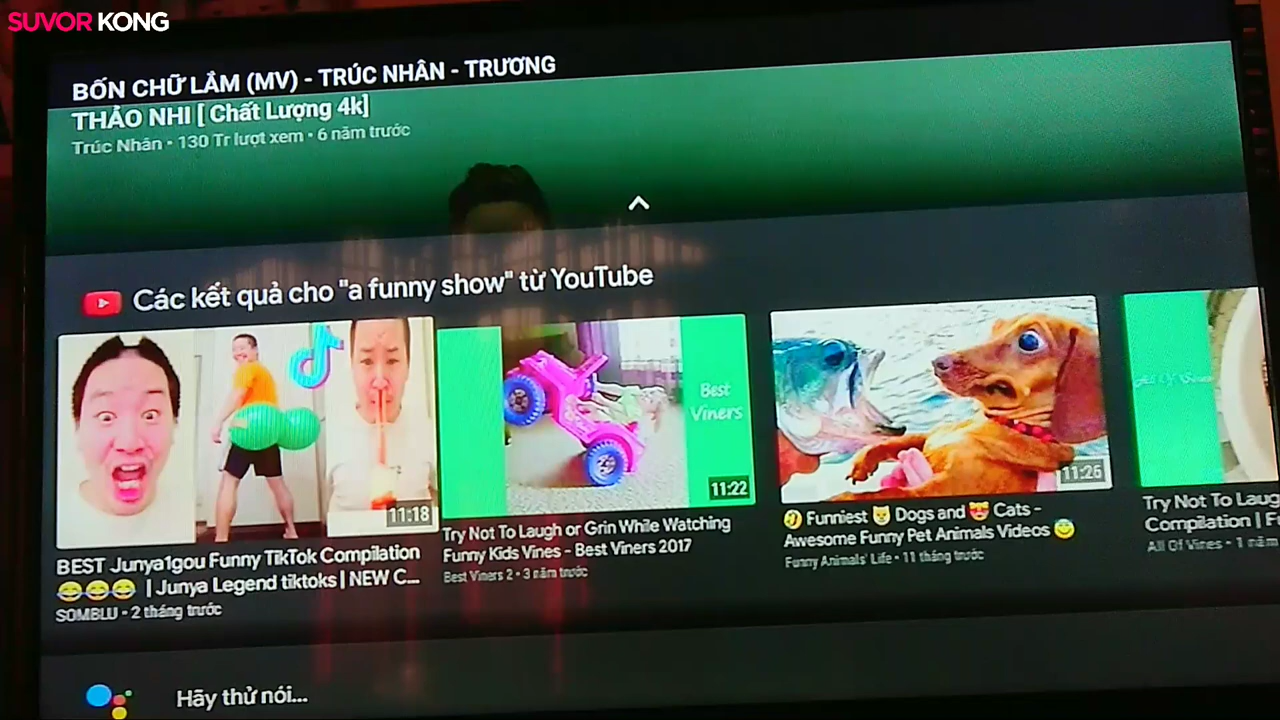 SUVOR KONG
BỐN CHỮ LẮM (MV) - TRÚC NHÂN - TRƯƠNG
THẢO NHI [ Chất Lượng 4k]
Trúc Nhân • 130 Tr lượt xem • 6 năm trước
Các kết quả cho "a funny show" từ YouTube
Best
Viners
11:18
11:22
11:26
BEST Junya1gou Funny TikTok Compilation
😂😂😂 | Junya Legend tiktoks | NEW C...
SOMBLU • 2 tháng trước
Try Not To Laugh or Grin While Watching
Funny Kids Vines - Best Viners 2017
Best Viners 2 • 3 năm trước
🤣 Funniest 😺 Dogs and 😻 Cats -
Awesome Funny Pet Animals Videos 😇
Funny Animals' Life • 11 tháng trước
All Of Vines
Try Not To Laug
Compilation | F
All Of Vines • 1 năm
Hãy thử nói...